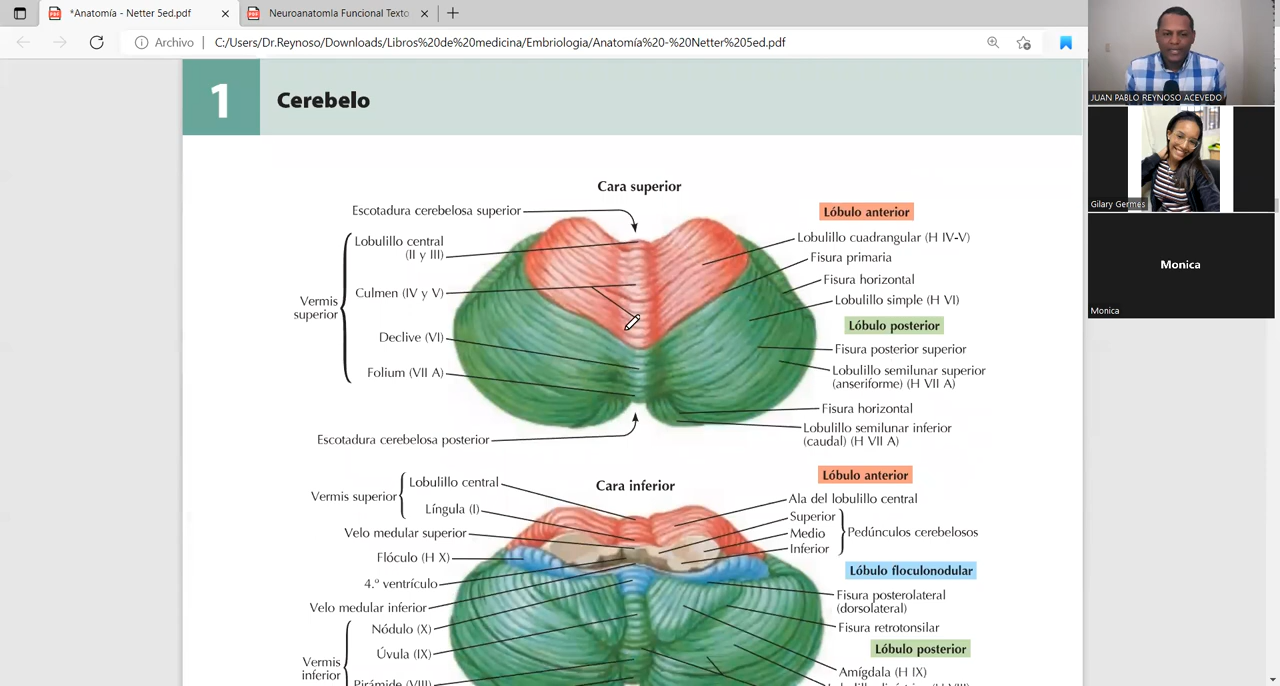 *Anatomía - Netter 5ed.pdf
Neuroanatomla Funcional Texto
Archivo
C:/Users/Dr.Reynoso/Downloads/Libros%20de%20medicina/Embriologia/Anatomía%20-%20Netter%205ed.pdf
JUAN PABLO REYNOSO ACEVEDO
Gilary Germes
Monica
Monica
1
Cerebelo
Cara superior
Escotadura cerebelosa superior
Lobulillo central
(II y III)
Culmen (IV y V)
Vermis
superior
Declive (VI)
Folium (VII A)
Escotadura cerebelosa posterior
Lóbulo anterior
Lobulillo cuadrangular (H IV-V)
Fisura primaria
Fisura horizontal
Lobulillo simple (H VI)
Lóbulo posterior
Fisura posterior superior
Lobulillo semilunar superior
(anseriforme) (H VII A)
Fisura horizontal
Lobulillo semilunar inferior
(caudal) (H VII A)
Cara inferior
Vermis superior
Lobulillo central
Língula (I)
Velo medular superior
Flóculo (H X)
4.º ventrículo
Velo medular inferior
Nódulo (X)
Úvula (IX)
Vermis
inferior
Pirámide (VIII)
Lóbulo anterior
Ala del lobulillo central
Superior
Medio
Inferior
Pedúnculos cerebelosos
Lóbulo floculonodular
Fisura posterolateral
(dorsolateral)
Fisura retrotonsilar
Lóbulo posterior
Amígdala (H IX)